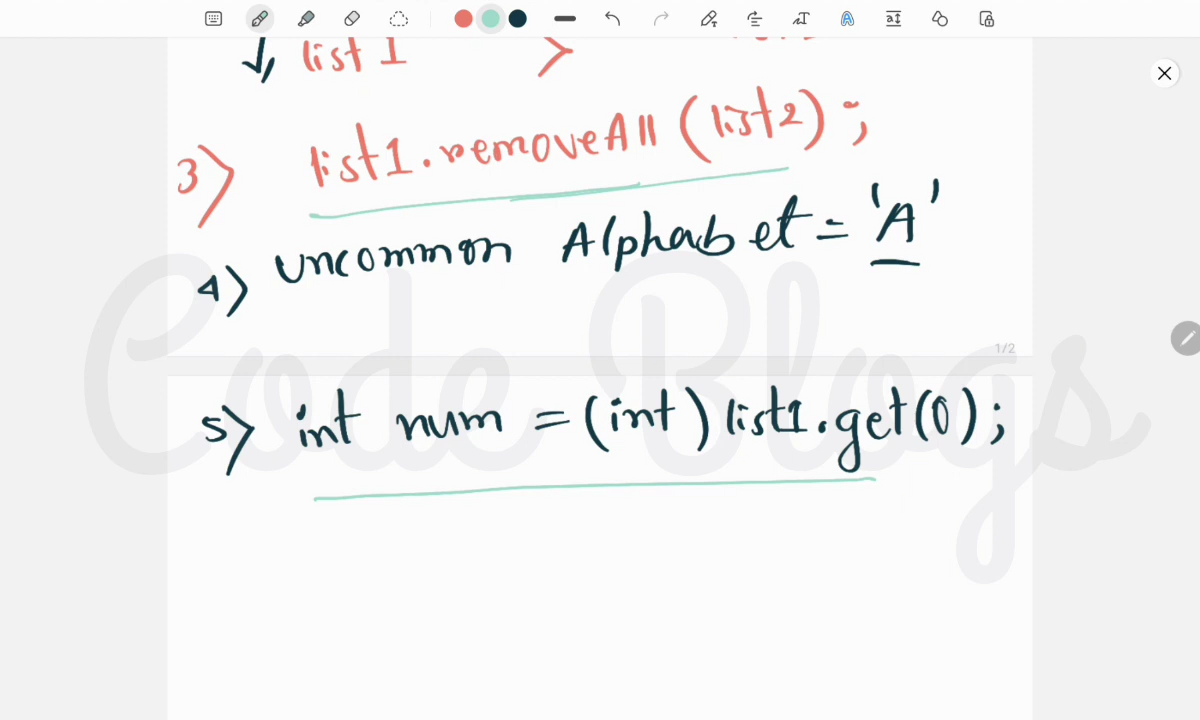 ↓, list 1 >
3> list1.removeAll (list2) ;
4> uncommon Alphabet = 'A'
1/2
5> int num = (int) list1.get(0);
Code Blogs